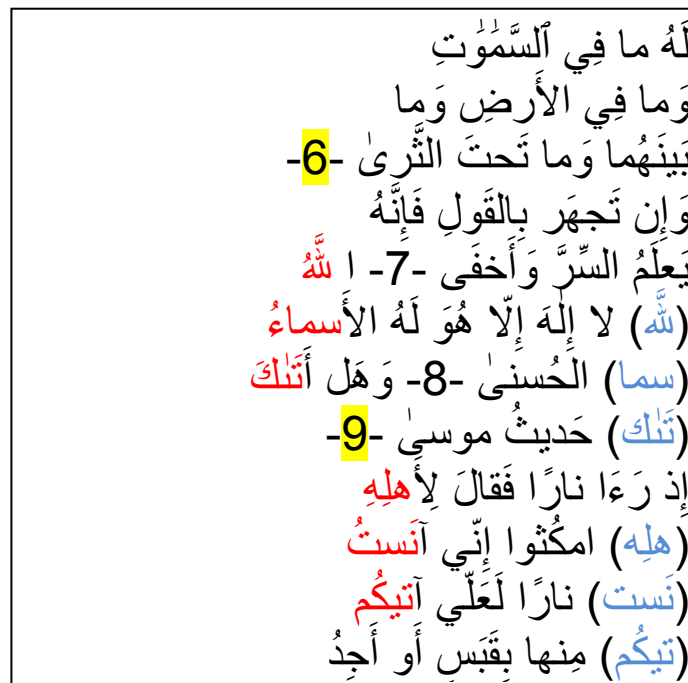 لَهُ ما فِي ٱلسَّمَٰوَٰتِ
وَما فِي الأَرضِ وَما
بَينَهُما وَما تَحتَ الثَّرىٰ -6-
وَإِن تَجهَر بِالقَولِ فَإِنَّهُ
يَعلَمُ السِّرَّ وَأَخفَى -7- ا للَّهُ
(للَّه) لا إِلٰهَ إِلّا هُوَ لَهُ الأَسماءُ
(سما) الحُسنىٰ -8- وَهَل أَتَىٰكَ
(تَىٰك) حَديثُ موسىٰ -9-
إِذ رَءَا نارًا فَقالَ لِأَهلِهِ
(هلِه) امكُثوا إِنّي آنَستُ
(نَست) نارًا لَعَلّي آتيكُم
(تيكُم) مِنها بِقَبَسٍ أَو أَجِدُ